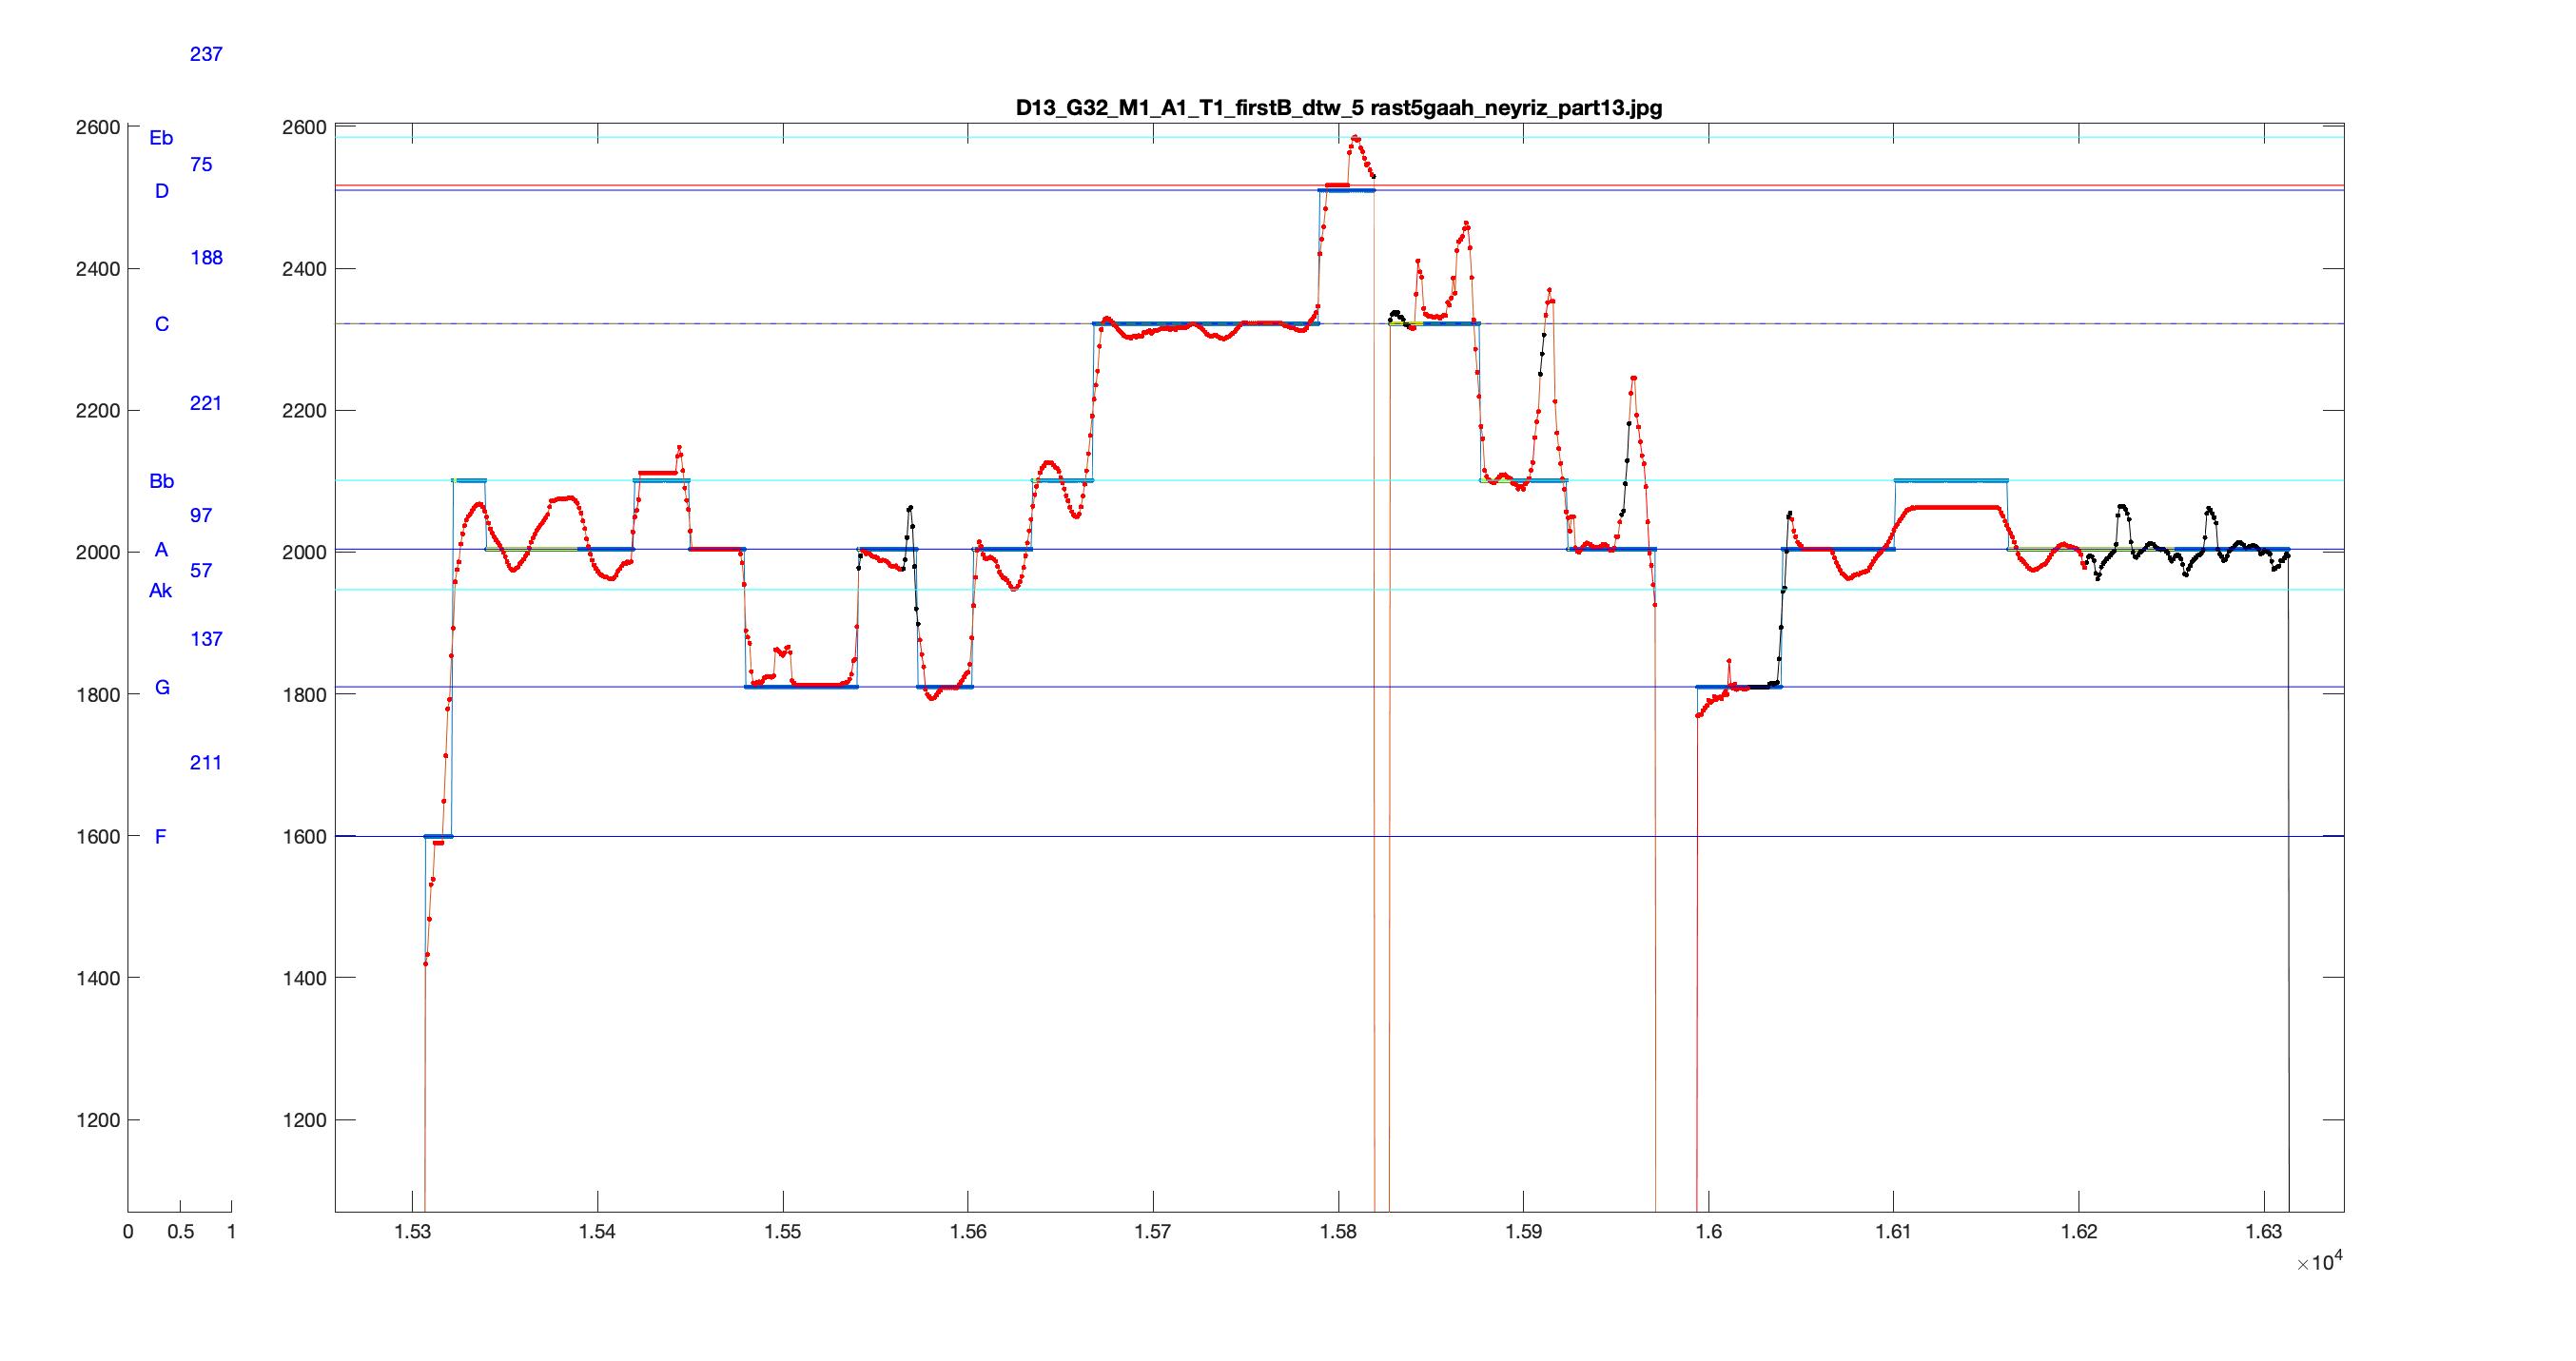 237
D13_G32_M1_A1_T1_firstB_dtw_5 rast5gaah_neyriz_part13.jpg
2600 Eb 2600
75
D
188
2400 2400
C
221
2200 2200
Bb
97
2000 A 2000
57
Ak
137
1800 G 1800
211
1600 F 1600
1400 1400
1200 1200
0 0.5 1 1.53 1.54 1.55 1.56 1.57 1.58 1.59 1.6 1.61 1.62 1.63
×10^4